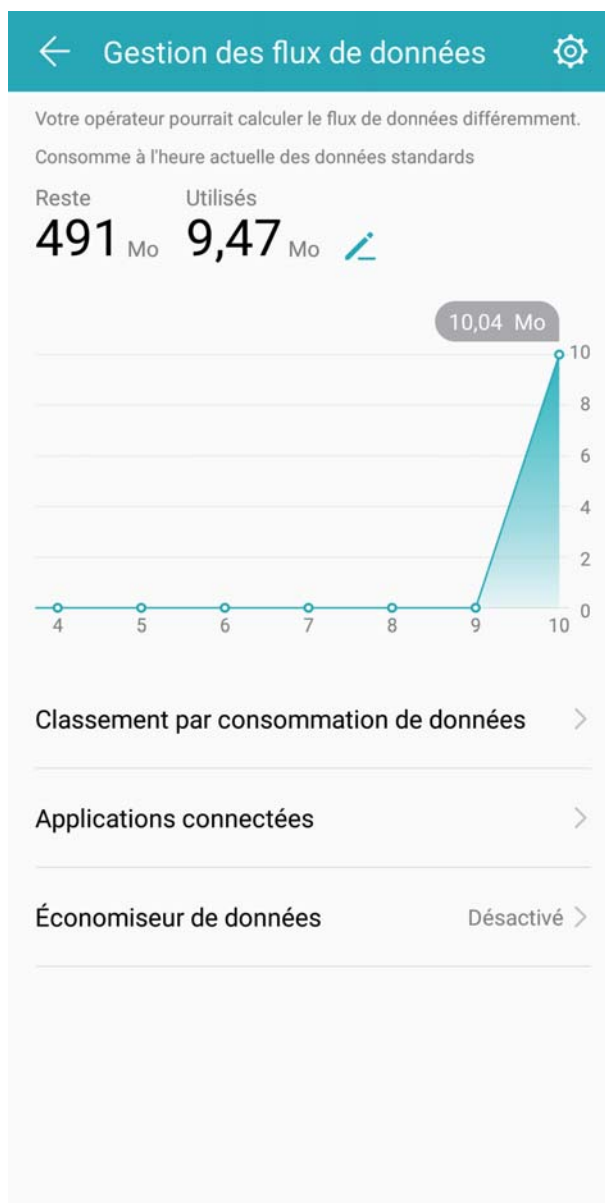 Gestion des flux de données
Votre opérateur pourrait calculer le flux de données différemment.
Consomme à l'heure actuelle des données standards
Reste Utilisés
491 Mo 9,47 Mo
10,04 Mo
10
8
6
4
2
0
4 5 6 7 8 9 10
Classement par consommation de données
Applications connectées
Économiseur de données Désactivé